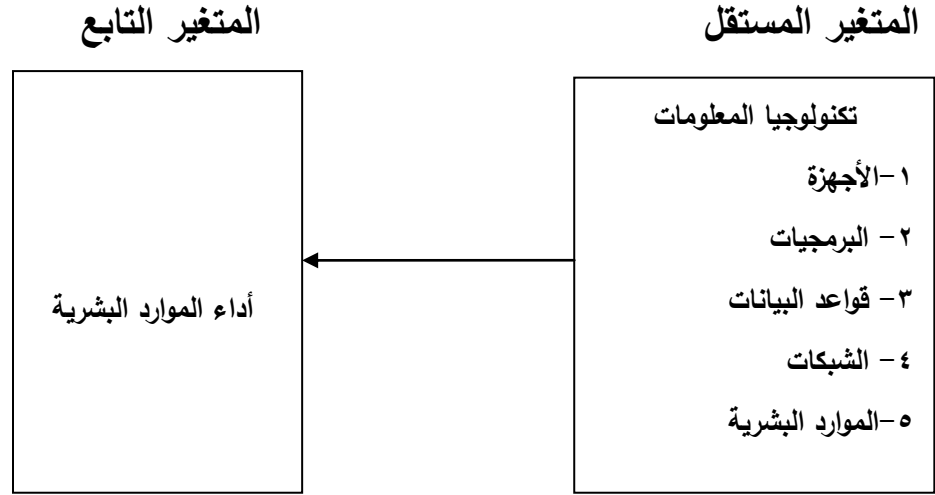 المتغير المستقل
المتغير التابع
تكنولوجيا المعلومات
١-الأجهزة
٢- البرمجيات
٣- قواعد البيانات
٤- الشبكات
٥-الموارد البشرية
أداء الموارد البشرية